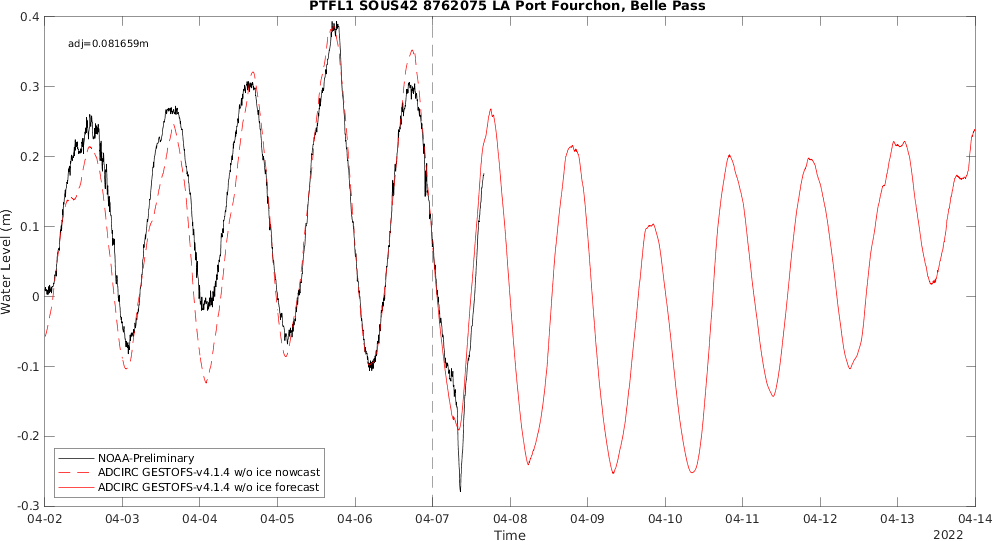 PTFL1 SOUS42 8762075 LA Port Fourchon, Belle Pass
adj=0.081659m
0.4
0.3
0.2
0.1
0
-0.1
-0.2
-0.3
Water Level (m)
NOAA-Preliminary
ADCIRC GESTOFS-v4.1.4 w/o ice nowcast
ADCIRC GESTOFS-v4.1.4 w/o ice forecast
04-02 04-03 04-04 04-05 04-06 04-07 04-08 04-09 04-10 04-11 04-12 04-13 04-14
Time
2022